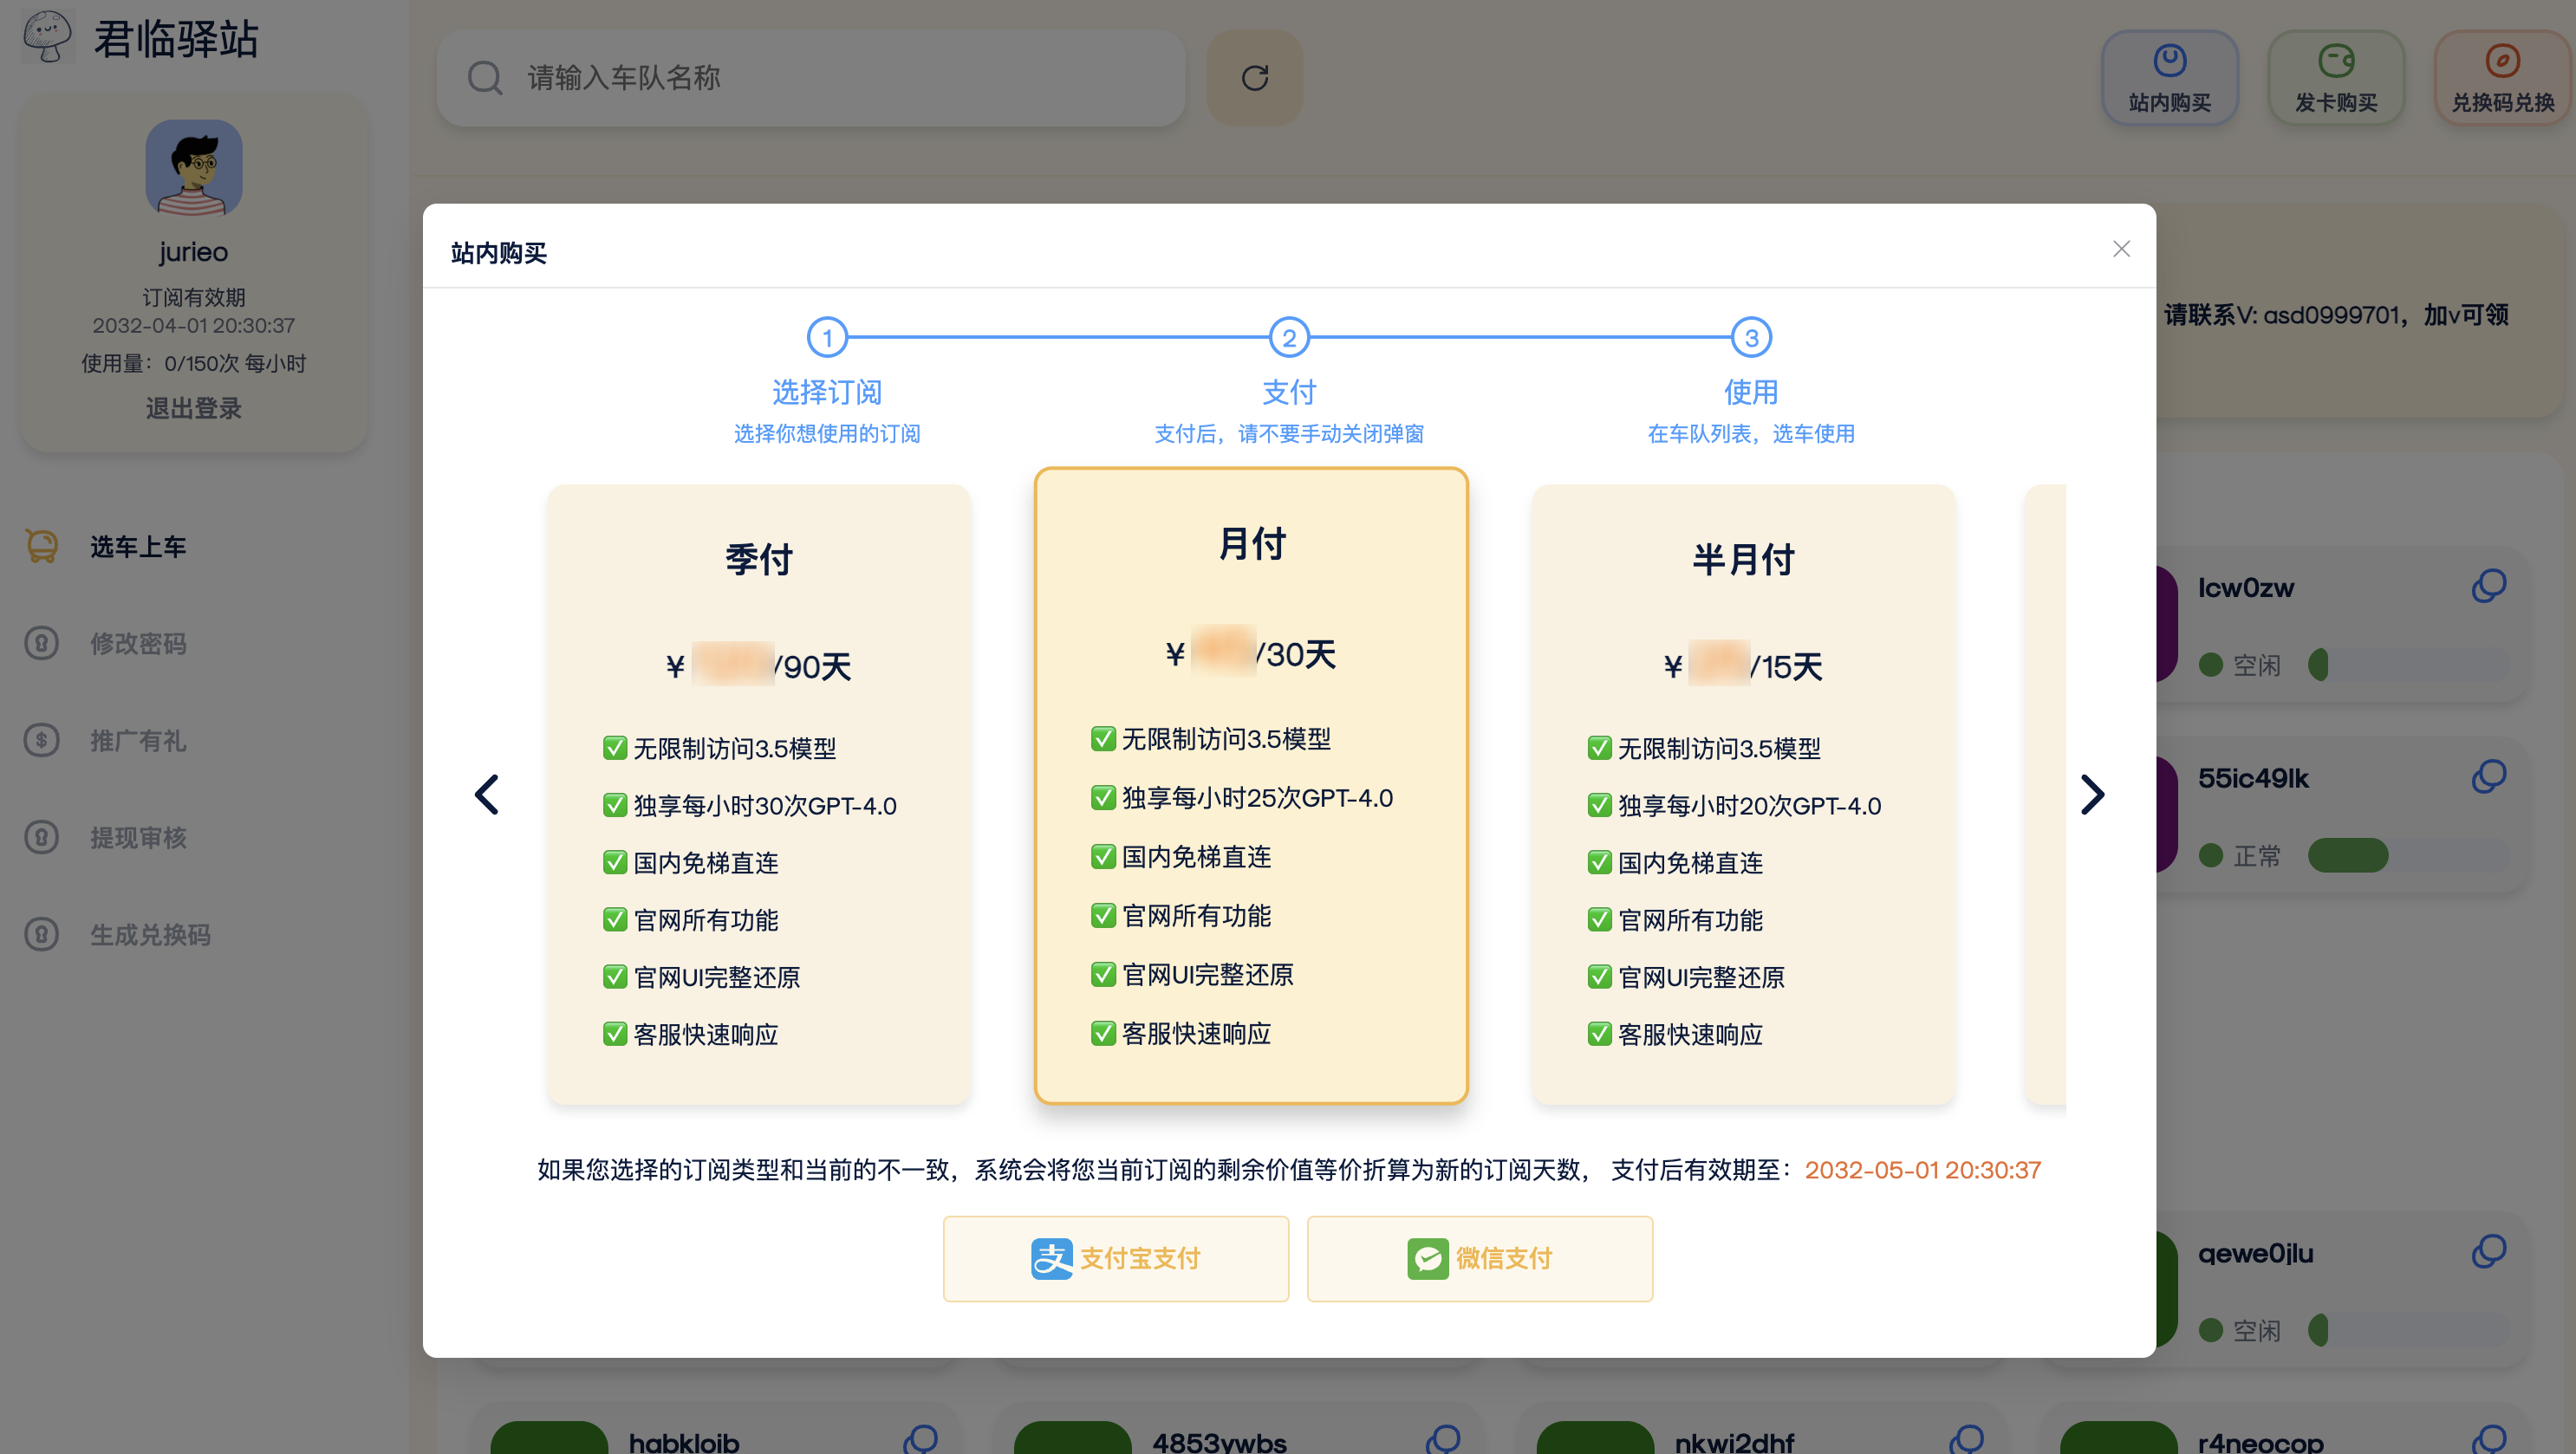 君临驿站
jurieo
订阅有效期
2032-04-01 20:30:37
使用量：0/150次 每小时
退出登录
选车上车
修改密码
推广有礼
提现审核
生成兑换码
请输入车队名称
站内购买
发卡购买
兑换码兑换
请联系V: asd0999701，加v可领
站内购买
1
2
3
选择订阅
支付
使用
选择你想使用的订阅
支付后，请不要手动关闭弹窗
在车队列表，选车使用
季付
¥ /90天
✅无限制访问3.5模型
✅独享每小时30次GPT-4.0
✅国内免梯直连
✅官网所有功能
✅官网UI完整还原
✅客服快速响应
月付
¥ /30天
✅无限制访问3.5模型
✅独享每小时25次GPT-4.0
✅国内免梯直连
✅官网所有功能
✅官网UI完整还原
✅客服快速响应
半月付
¥ /15天
✅无限制访问3.5模型
✅独享每小时20次GPT-4.0
✅国内免梯直连
✅官网所有功能
✅官网UI完整还原
✅客服快速响应
如果您选择的订阅类型和当前的不一致，系统会将您当前订阅的剩余价值等价折算为新的订阅天数， 支付后有效期至：2032-05-01 20:30:37
支付宝支付
微信支付
lcw0zw
空闲
55ic49lk
正常
qewe0jlu
空闲
habkloib
4853ywbs
nkwi2dhf
r4neocop